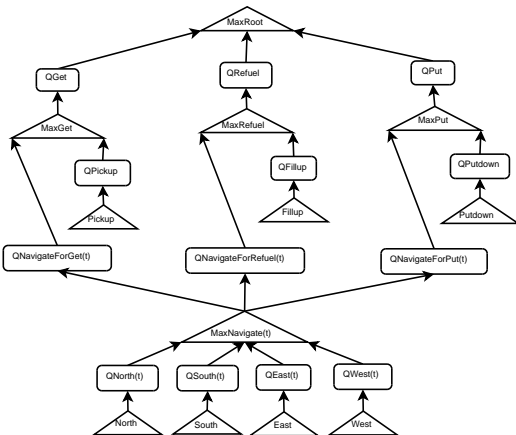 MaxRoot
QGet
QRefuel
QPut
MaxGet
MaxRefuel
MaxPut
QPickup
QFillup
QPutdown
Pickup
Fillup
Putdown
QNavigateForGet(t)
QNavigateForRefuel(t)
QNavigateForPut(t)
MaxNavigate(t)
QNorth(t)
QSouth(t)
QEast(t)
QWest(t)
North
South
East
West